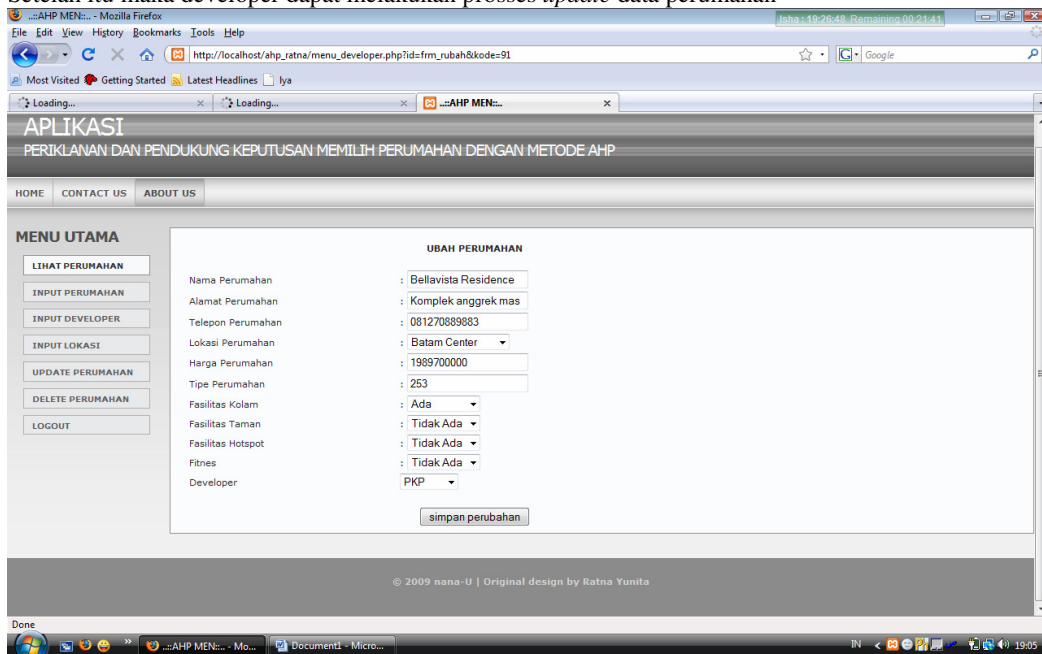 Setelah itu maka developer dapat melakukan prosses update data perumahan
..::AHP MEN::.. - Mozilla Firefox
Isha : 19:26:48, Remaining 00:21:41
File Edit View History Bookmarks Tools Help
http://localhost/ahp_ratna/menu_developer.php?id=frm_rubah&kode=91
Google
Most Visited Getting Started Latest Headlines Iya
Loading... Loading... ..::AHP MEN::..
APLIKASI
PERIKLANAN DAN PENDUKUNG KEPUTUSAN MEMILIH PERUMAHAN DENGAN METODE AHP
HOME CONTACT US ABOUT US
MENU UTAMA
LIHAT PERUMAHAN
INPUT PERUMAHAN
INPUT DEVELOPER
INPUT LOKASI
UPDATE PERUMAHAN
DELETE PERUMAHAN
LOGOUT
UBAH PERUMAHAN
Nama Perumahan : Bellavista Residence
Alamat Perumahan : Komplek anggrek mas
Telepon Perumahan : 081270889883
Lokasi Perumahan : Batam Center
Harga Perumahan : 1989700000
Tipe Perumahan : 253
Fasilitas Kolam : Ada
Fasilitas Taman : Tidak Ada
Fasilitas Hotspot : Tidak Ada
Fitnes : Tidak Ada
Developer PKP
simpan perubahan
© 2009 nana-U | Original design by Ratna Yunita
Done
..::AHP MEN::.. - Mo... Document1 - Micro... IN 19:05